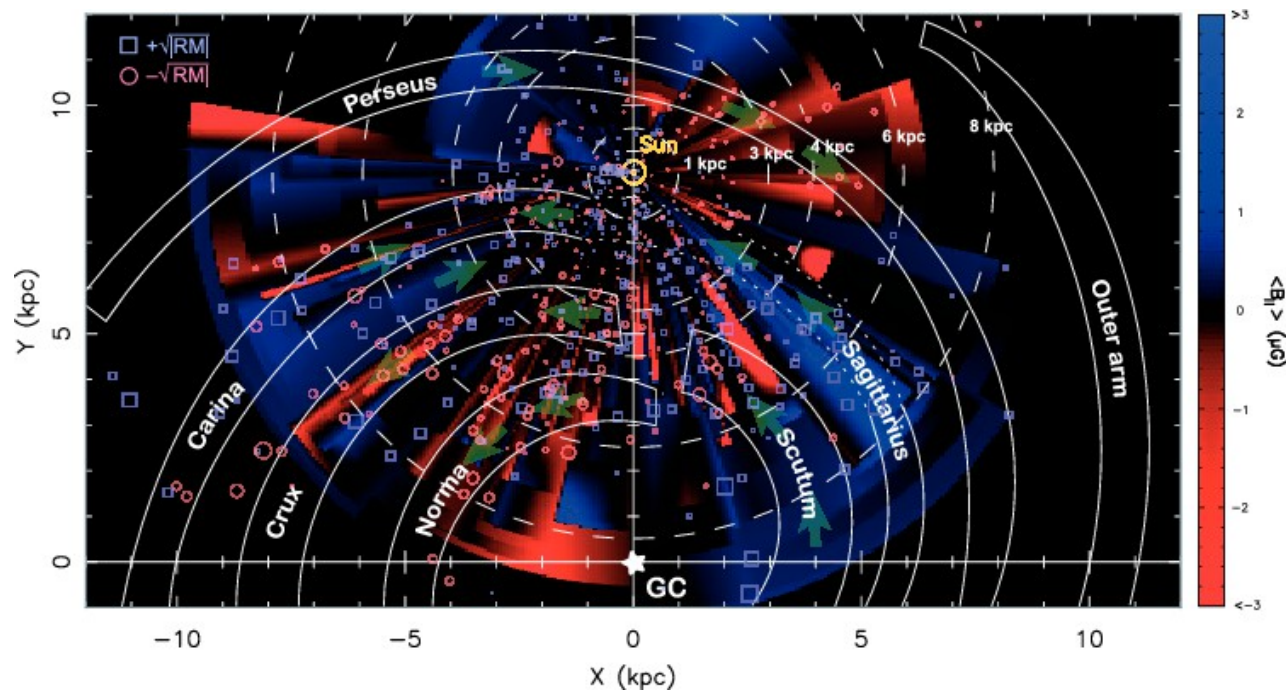 +√|RM|
−√|RM|
Perseus
Sun
1 kpc
3 kpc
4 kpc
6 kpc
8 kpc
Carina
Crux
Norma
Scutum
Sagittarius
Outer arm
GC
10
5
0
Y (kpc)
-10
-5
0
5
10
X (kpc)
>3
2
1
0
-1
-2
<-3
<B||> (μG)